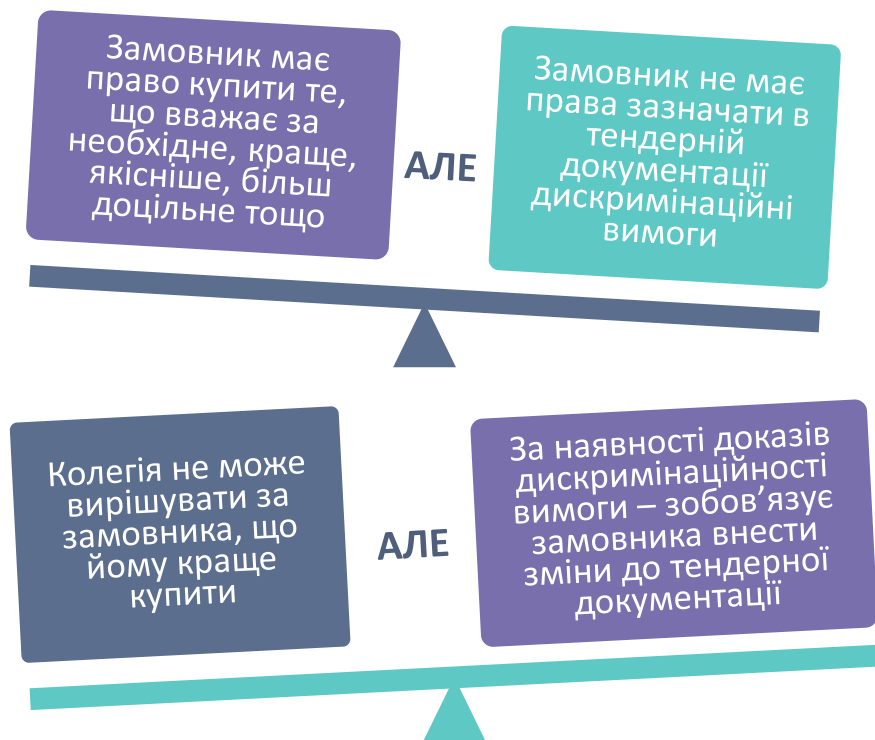 Замовник має
право купити те,
що вважає за
необхідне, краще,
якісніше, більш
доцільне тощо
АЛЕ
Замовник не має
права зазначати в
тендерній
документації
дискримінаційні
вимоги
Колегія не може
вирішувати за
замовника, що
йому краще
купити
АЛЕ
За наявності доказів
дискримінаційності
вимоги – зобов’язує
замовника внести
зміни до тендерної
документації